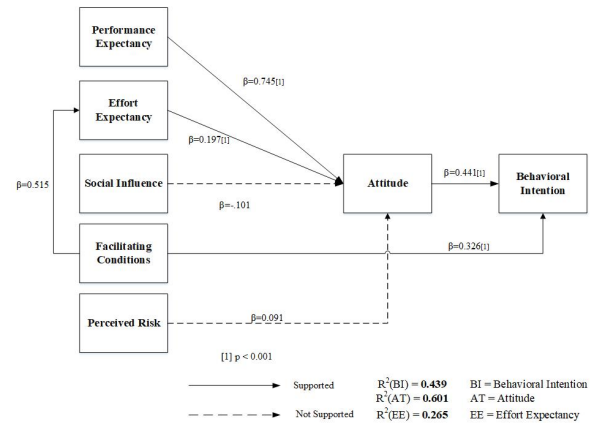 Performance
Expectancy
β=0.745[1]
Effort
Expectancy
β=0.197[1]
β=0.515
Social Influence
Attitude
β=0.441[1]
Behavioral
Intention
β=-.101
Facilitating
Conditions
β=0.326[1]
Perceived Risk
β=0.091
[1] p < 0.001
Supported
R²(BI) = 0.439
BI = Behavioral Intention
R²(AT) = 0.601
AT = Attitude
Not Supported
R²(EE) = 0.265
EE = Effort Expectancy